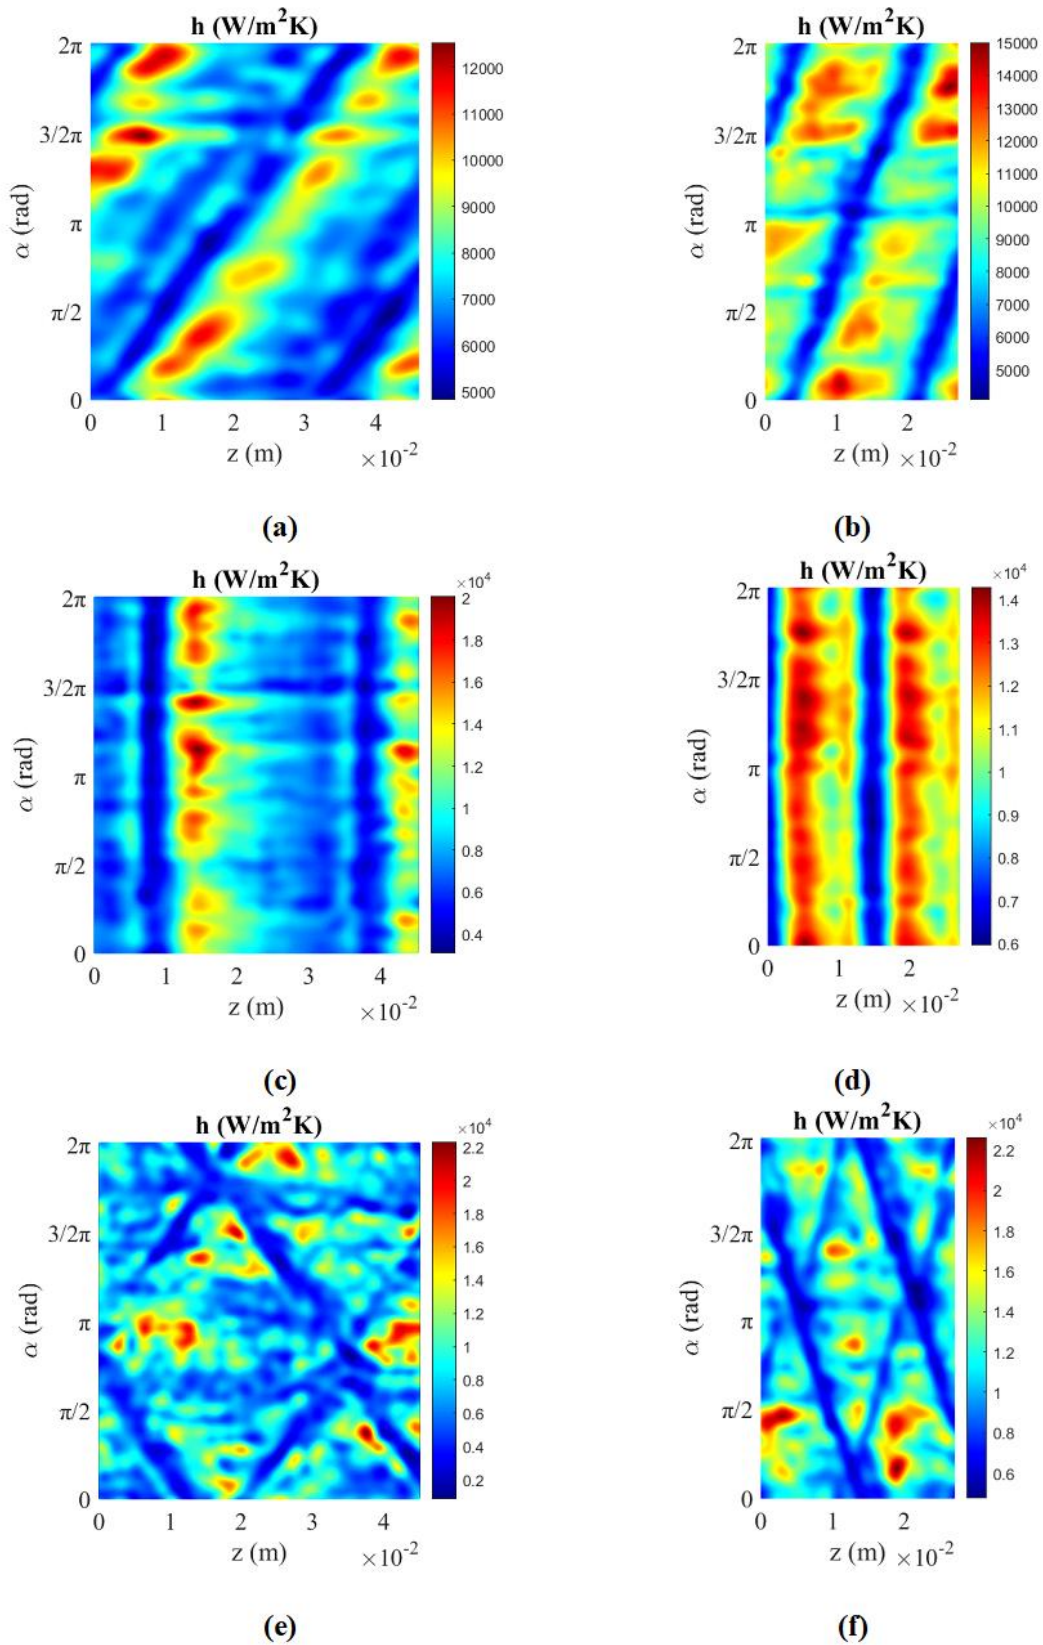 h (W/m²K)
2π
3/2π
π
π/2
0
α (rad)
0 1 2 3 4
z (m) ×10⁻²
12000
11000
10000
9000
8000
7000
6000
5000
(a)
h (W/m²K)
2π
3/2π
π
π/2
0
α (rad)
0 1 2
z (m) ×10⁻²
15000
14000
13000
12000
11000
10000
9000
8000
7000
6000
5000
(b)
h (W/m²K)
2π
3/2π
π
π/2
0
α (rad)
0 1 2 3 4
z (m) ×10⁻²
×10⁴
2
1.8
1.6
1.4
1.2
1
0.8
0.6
0.4
(c)
h (W/m²K)
2π
3/2π
π
π/2
0
α (rad)
0 1 2
z (m) ×10⁻²
×10⁴
1.4
1.3
1.2
1.1
1
0.9
0.8
0.7
0.6
(d)
h (W/m²K)
2π
3/2π
π
π/2
0
α (rad)
0 1 2 3 4
z (m) ×10⁻²
×10⁴
2.2
2
1.8
1.6
1.4
1.2
1
0.8
0.6
0.4
0.2
(e)
h (W/m²K)
2π
3/2π
π
π/2
0
α (rad)
0 1 2
z (m) ×10⁻²
×10⁴
2.2
2
1.8
1.6
1.4
1.2
1
0.8
0.6
(f)